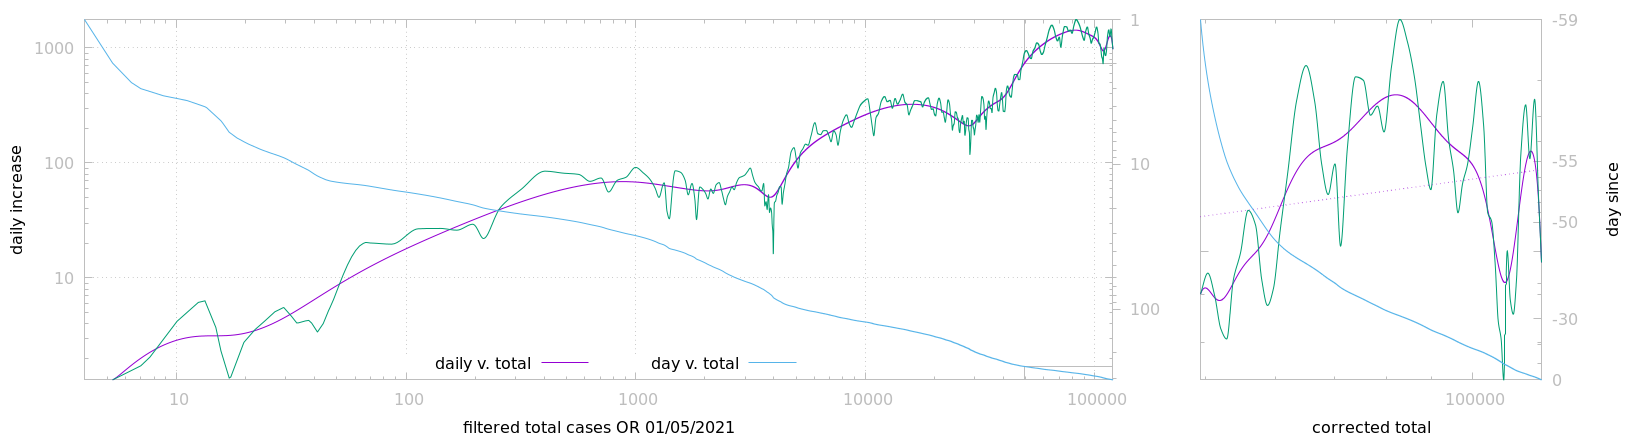 1000
100
10
daily increase
1
10
100
daily v. total
day v. total
10
100
1000
10000
100000
filtered total cases OR 01/05/2021
-59
-55
-50
-30
0
day since
100000
corrected total